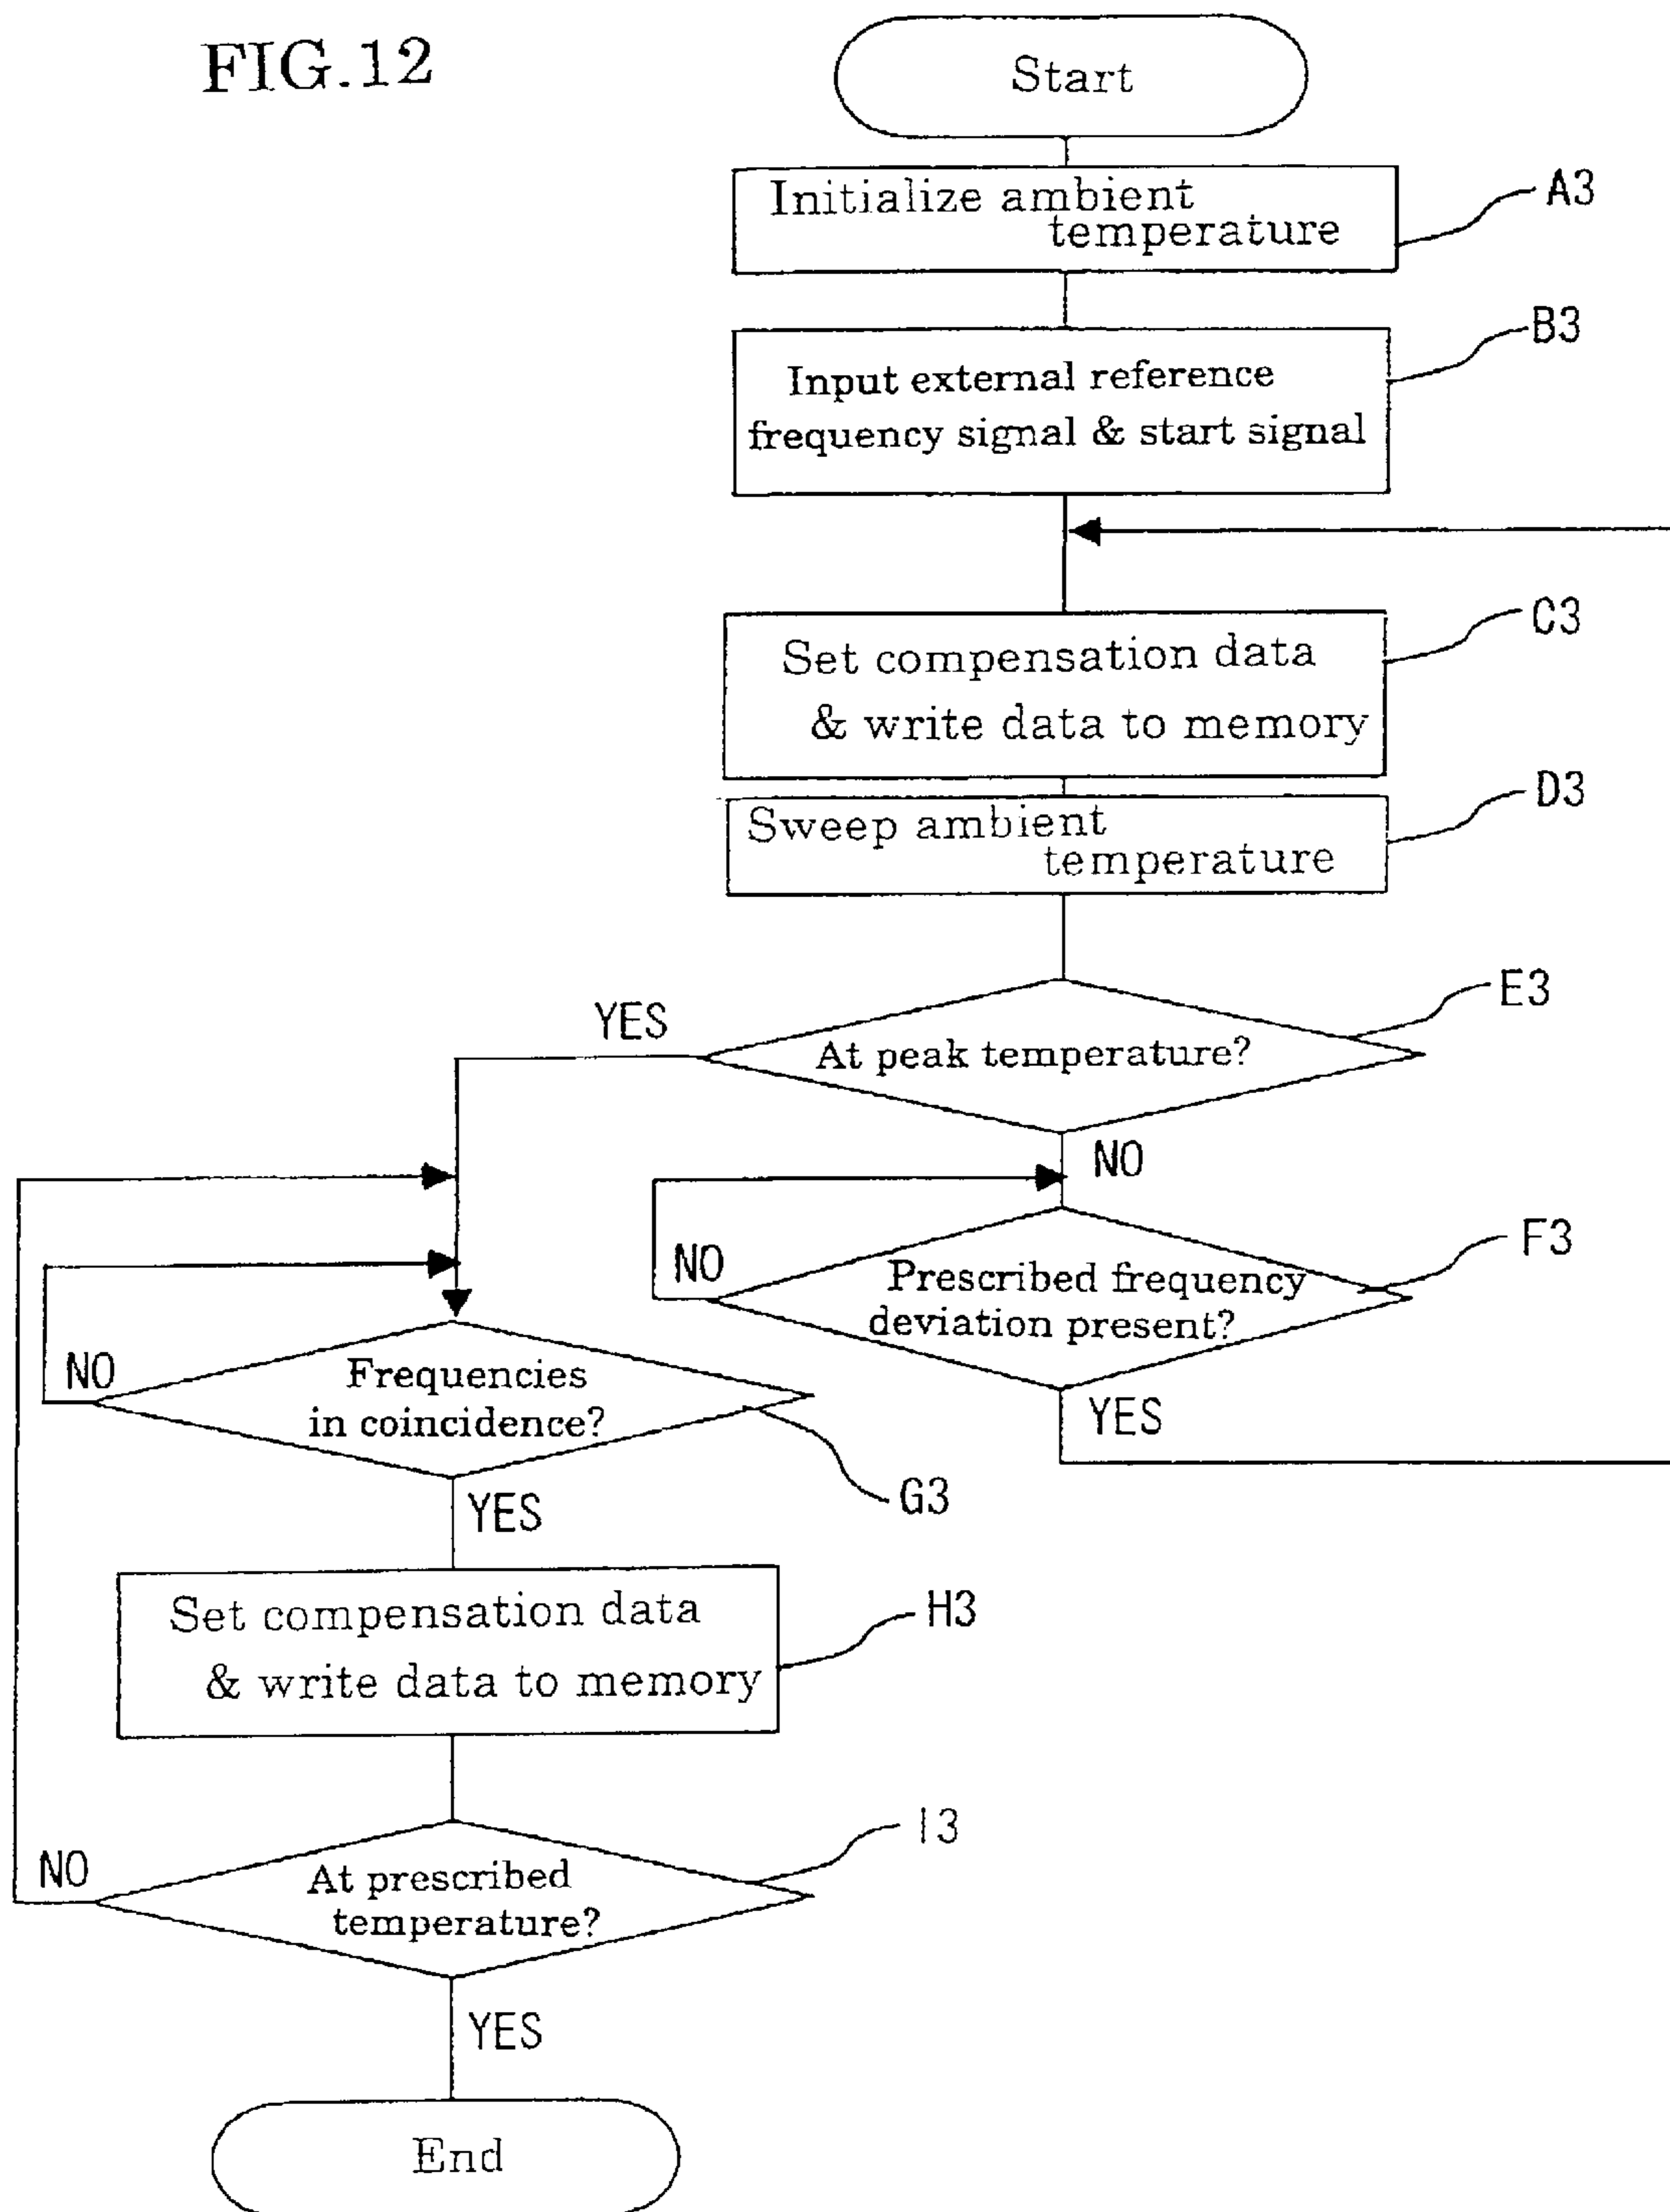 FIG.12
Start
Initialize ambient
temperature
A3
Input external reference
frequency signal & start signal
B3
Set compensation data
& write data to memory
C3
Sweep ambient
temperature
D3
At peak temperature?
E3
YES
NO
Prescribed frequency
deviation present?
F3
NO
YES
Frequencies
in coincidence?
G3
NO
YES
Set compensation data
& write data to memory
H3
At prescribed
temperature?
I3
NO
YES
End